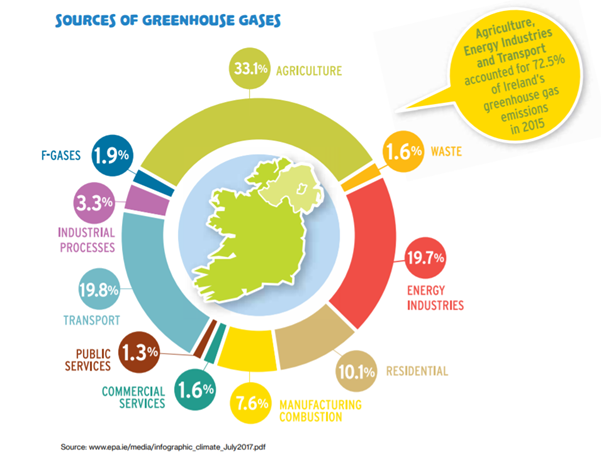 SOURCES OF GREENHOUSE GASES
Agriculture,
Energy Industries
and Transport
accounted for 72.5%
of Ireland's
greenhouse gas
emissions
in 2015
33.1% AGRICULTURE
1.6% WASTE
19.7%
ENERGY
INDUSTRIES
10.1% RESIDENTIAL
7.6% MANUFACTURING
COMBUSTION
COMMERCIAL
SERVICES
1.6%
PUBLIC
SERVICES
1.3%
19.8%
TRANSPORT
3.3%
INDUSTRIAL
PROCESSES
F-GASES 1.9%
Source: www.epa.ie/media/infographic_climate_July2017.pdf